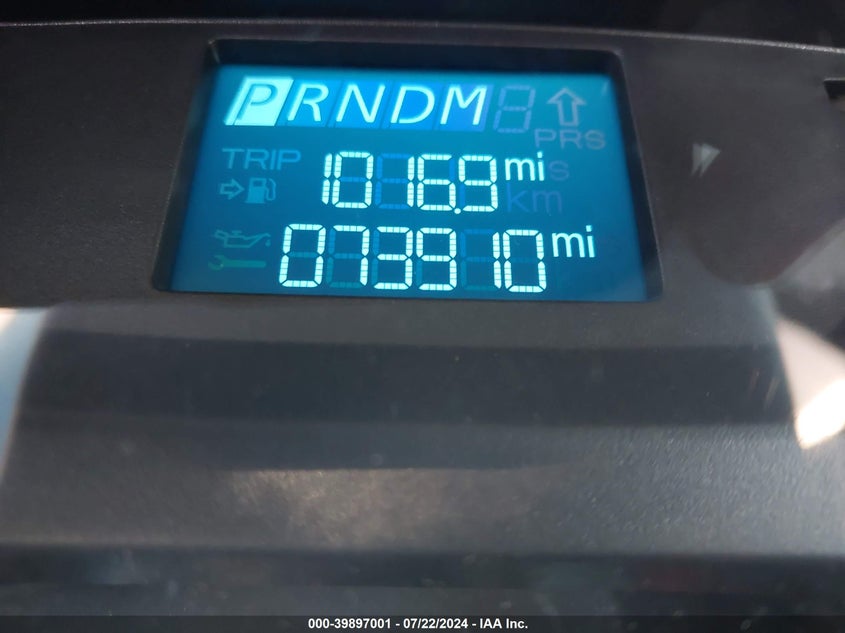 PRNDM
PRS
TRIP 1016.9 mi
km
073910 mi
000-39897001 - 07/22/2024 - IAA Inc.